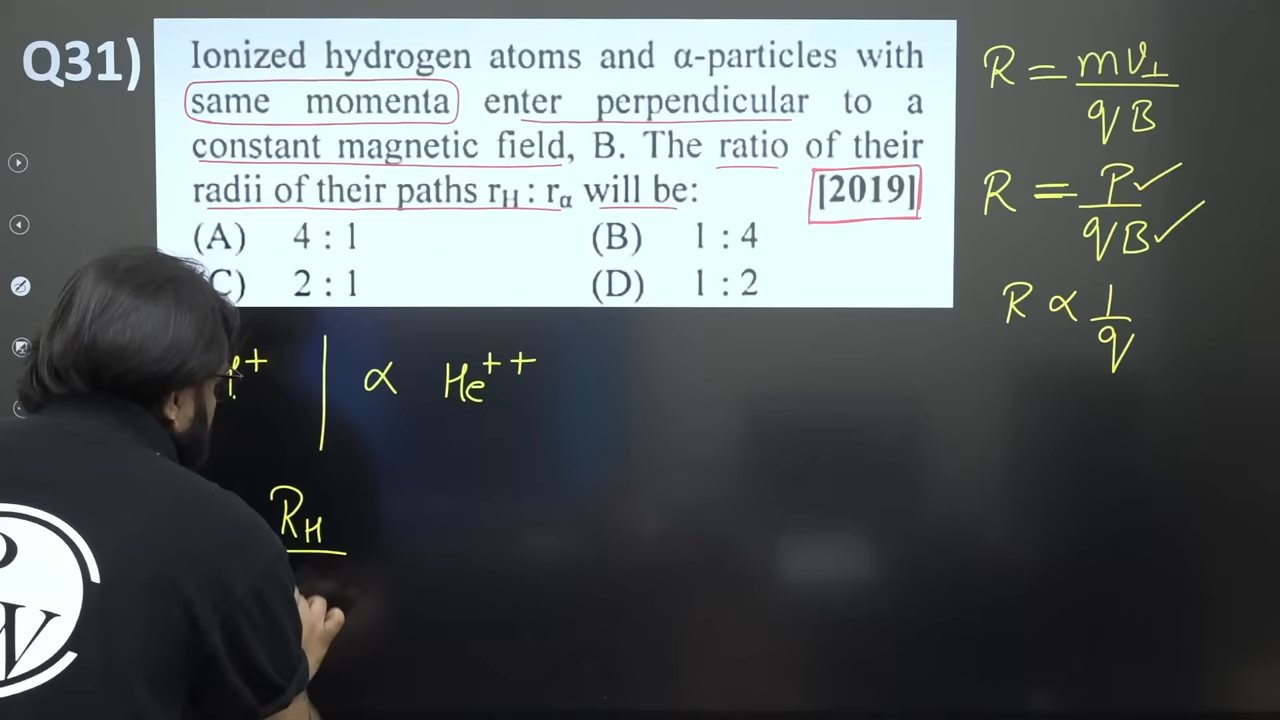 Q31)
Ionized hydrogen atoms and α-particles with
same momenta enter perpendicular to a
constant magnetic field, B. The ratio of their
radii of their paths rH : rα will be: [2019]
(A) 4 : 1 (B) 1 : 4
C) 2 : 1 (D) 1 : 2
R = mv⊥/qB
R = P/qB
R ∝ 1/q
+ | α He++
RH
W